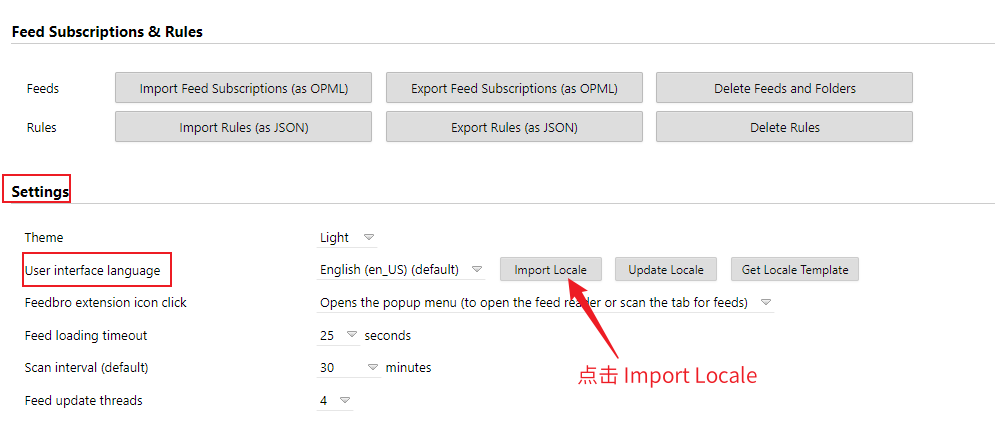 Feed Subscriptions & Rules
Feeds Import Feed Subscriptions (as OPML) Export Feed Subscriptions (as OPML) Delete Feeds and Folders
Rules Import Rules (as JSON) Export Rules (as JSON) Delete Rules
Settings
Theme Light
User interface language English (en_US) (default) Import Locale Update Locale Get Locale Template
Feedbro extension icon click Opens the popup menu (to open the feed reader or scan the tab for feeds)
Feed loading timeout 25 seconds
Scan interval (default) 30 minutes
点击 Import Locale
Feed update threads 4